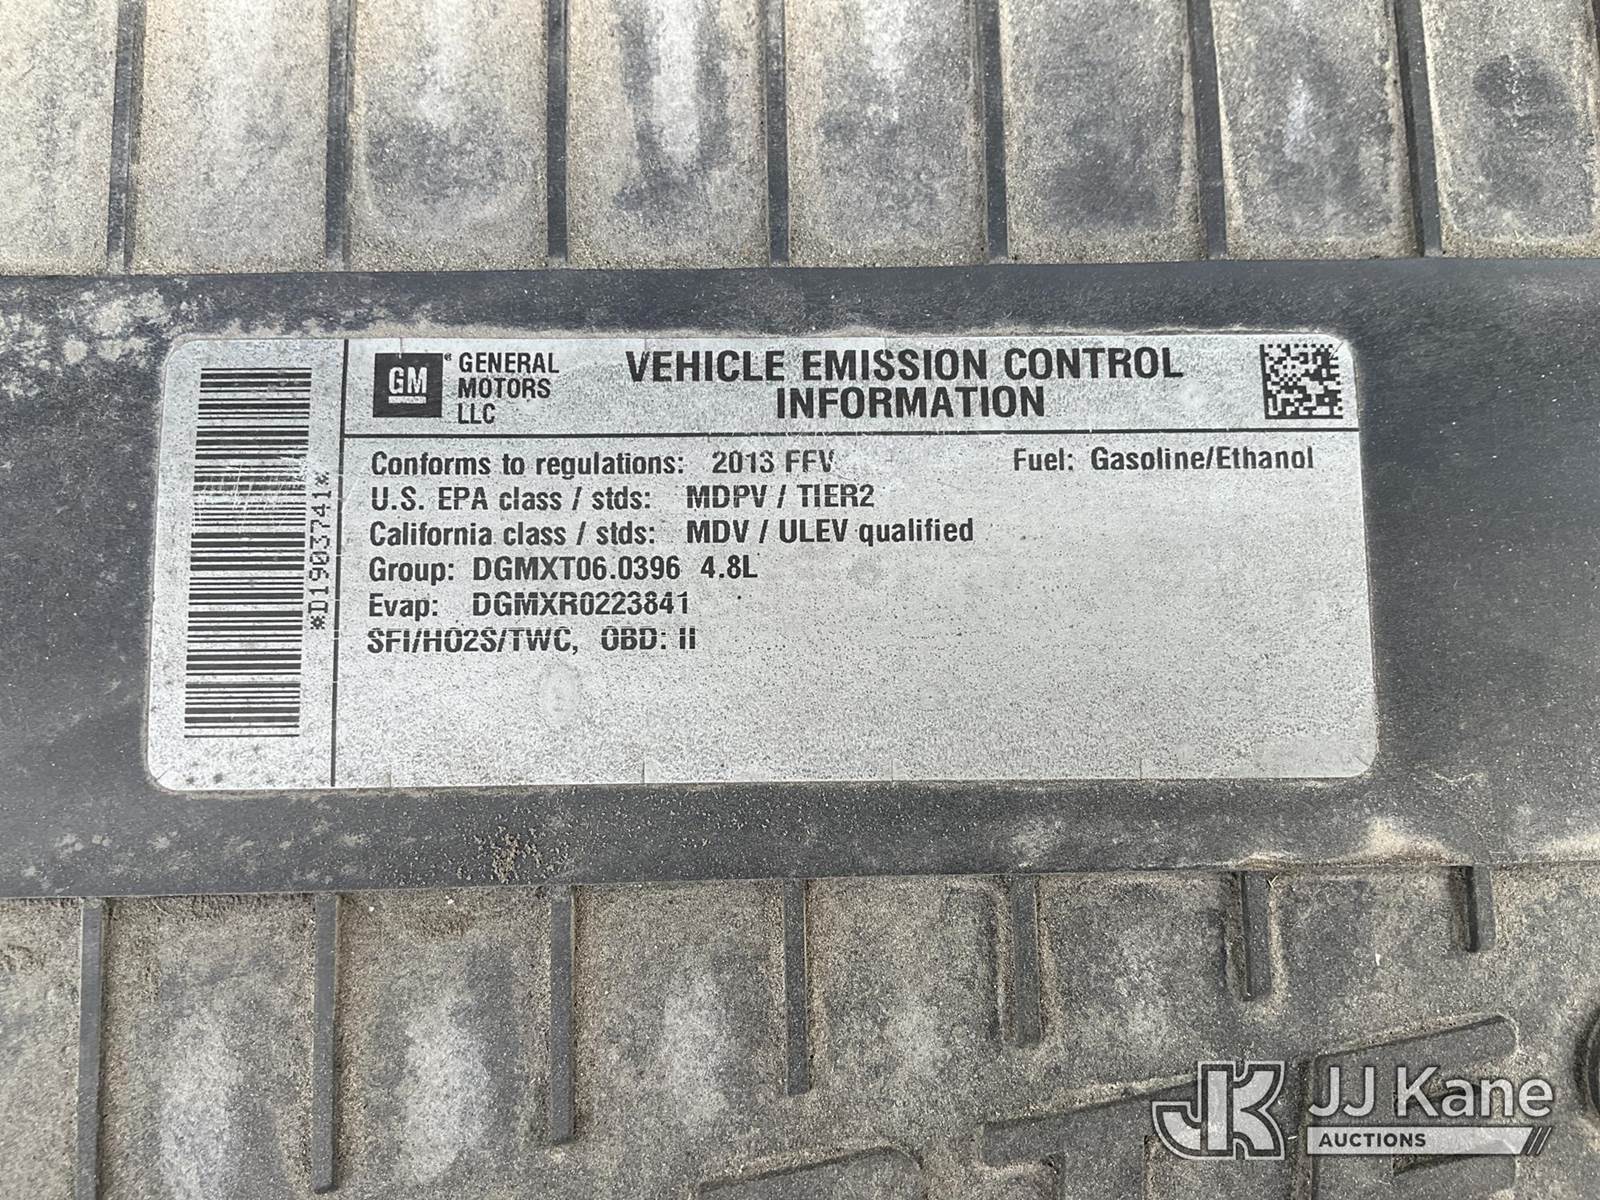 GM GENERAL
MOTORS
LLC
VEHICLE EMISSION CONTROL
INFORMATION
Conforms to regulations: 2013 FFV Fuel: Gasoline/Ethanol
U.S. EPA class / stds: MDPV / TIER2
California class / stds: MDV / ULEV qualified
Group: DGMXT06.0396 4.8L
Evap: DGMXR0223841
SFI/HO2S/TWC, OBD: II
*D1903741*
JK JJ Kane
AUCTIONS